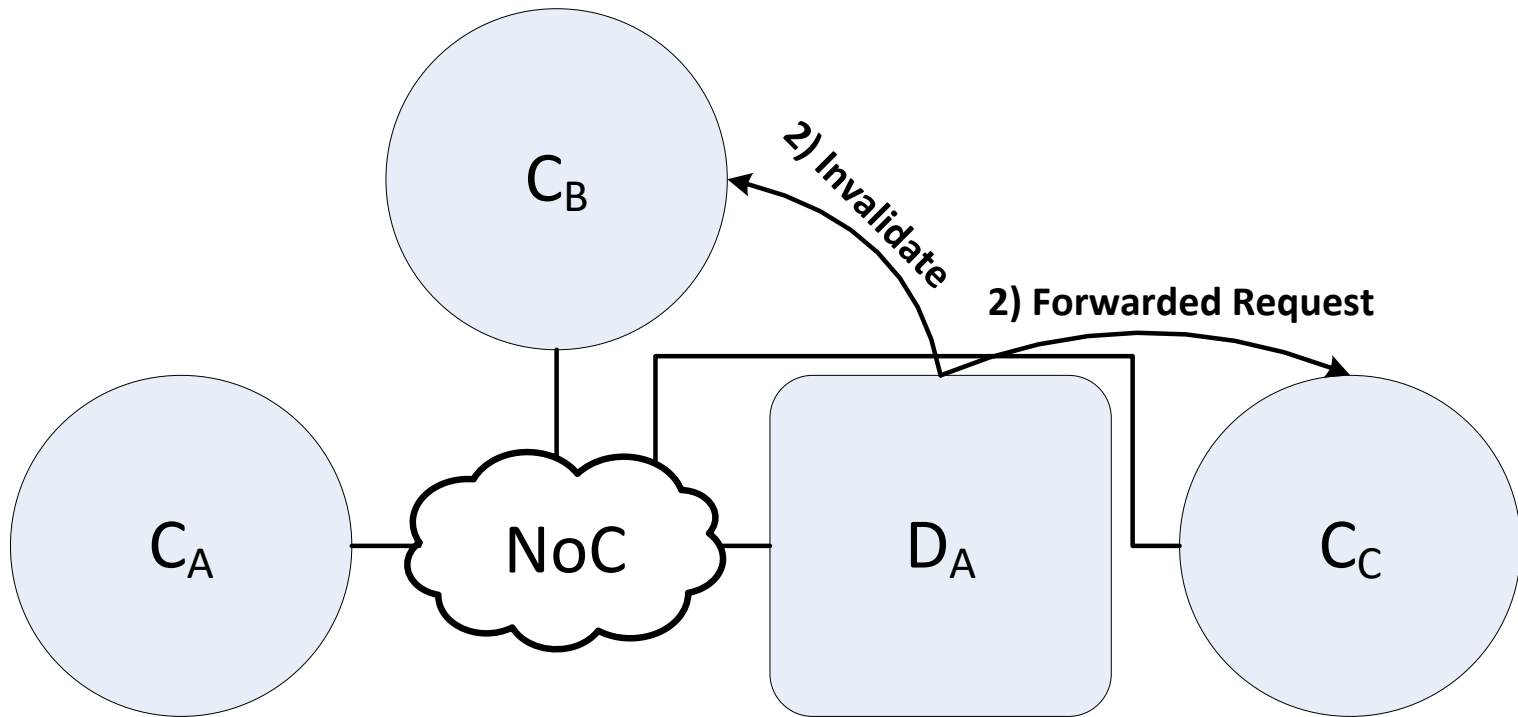 C_B
2) Invalidate
2) Forwarded Request
C_A
NoC
D_A
C_C